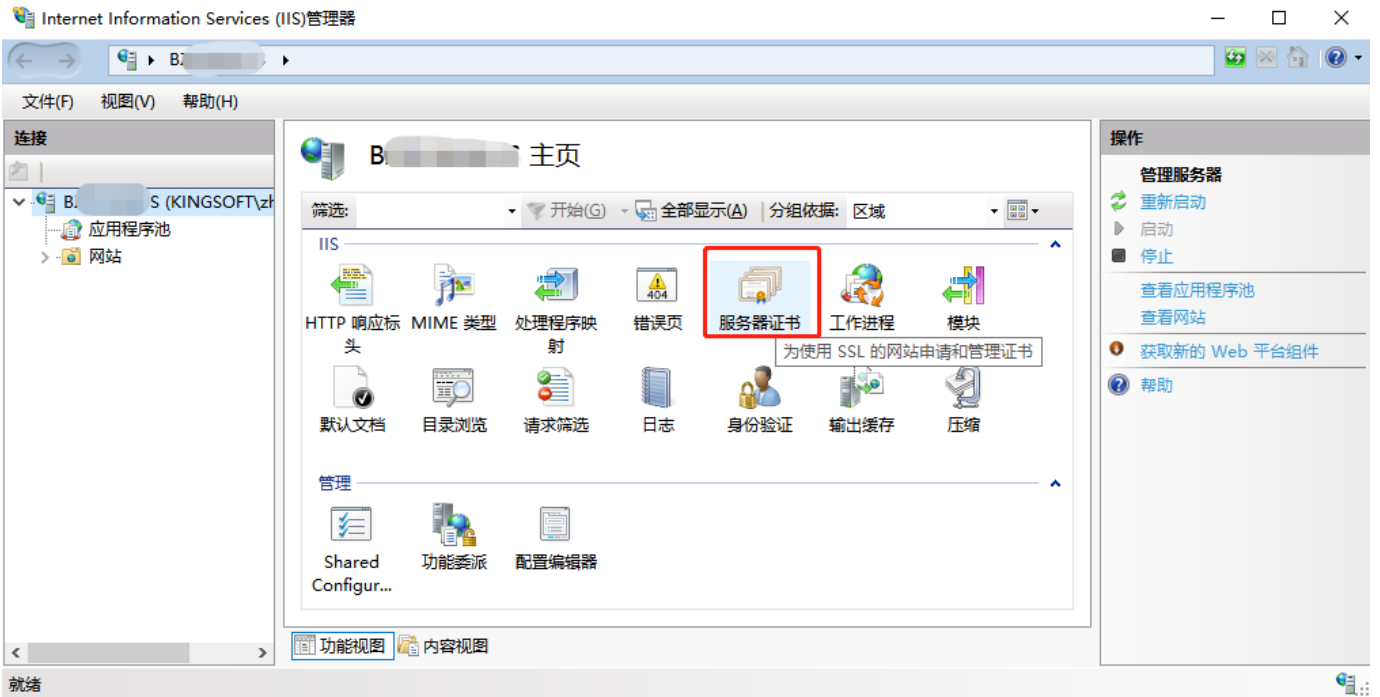 Internet Information Services (IIS)管理器
文件(F) 视图(V) 帮助(H)
连接
S (KINGSOFT\zh
应用程序池
网站
主页
筛选: 开始(G) 全部显示(A) 分组依据: 区域
IIS
HTTP 响应标头
MIME 类型
处理程序映射
404
错误页
服务器证书
工作进程
模块
为使用 SSL 的网站申请和管理证书
默认文档
目录浏览
请求筛选
日志
身份验证
输出缓存
压缩
管理
Shared
Configur...
功能委派
配置编辑器
功能视图 内容视图
操作
管理服务器
重新启动
启动
停止
查看应用程序池
查看网站
获取新的 Web 平台组件
帮助
就绪